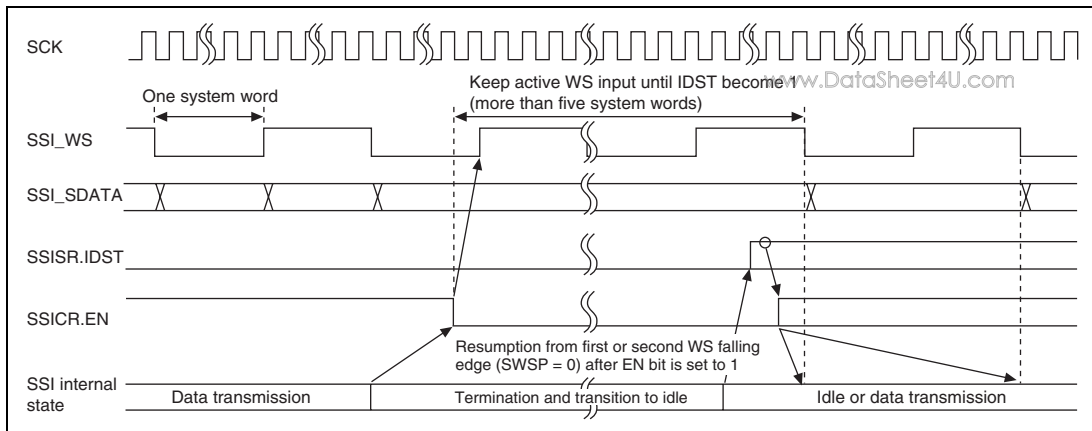 SCK
Keep active WS input until IDST become 1
www.DataSheet4U.com
One system word
(more than five system words)
SSI_WS
SSI_SDATA
SSISR.IDST
SSICR.EN
Resumption from first or second WS falling
edge (SWSP = 0) after EN bit is set to 1
SSI internal
state
Data transmission
Termination and transition to idle
Idle or data transmission